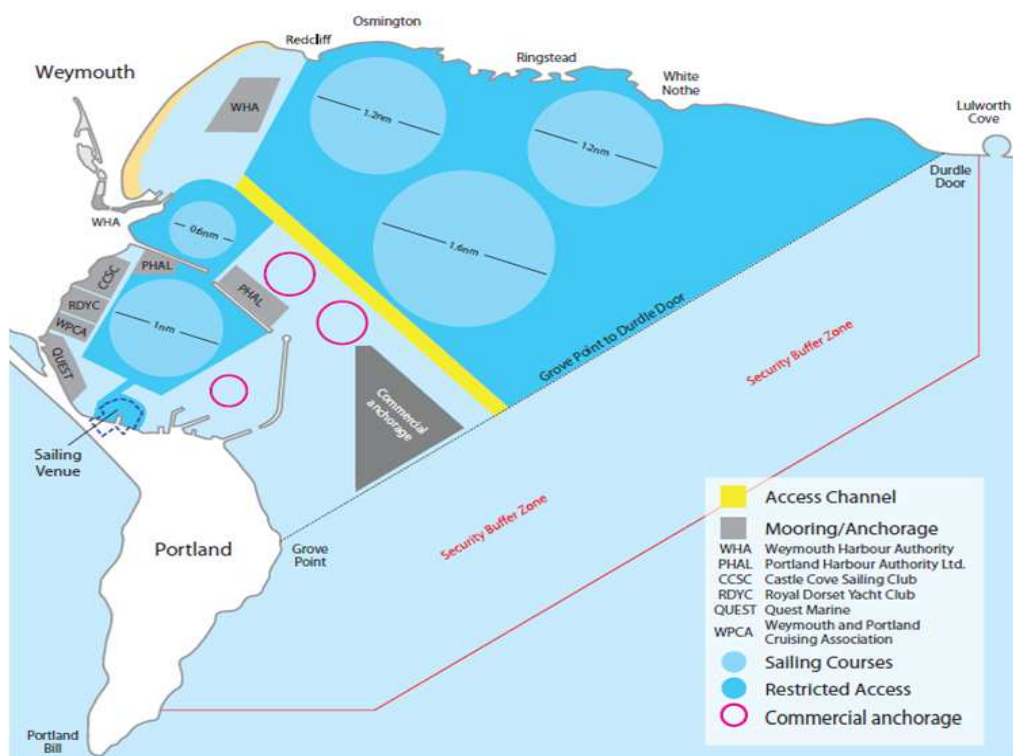 Osmington
Redcliff
Ringstead
Weymouth
White
Nothe
WHA
Lulworth
Cove
1.2nm
1.2nm
Durdle
Door
WHA
0.6nm
1.6nm
CCSC
PHAL
PHAL
RDYC
WPCA
1nm
QUEST
Grove Point to Durdle Door
Security Buffer Zone
Commercial
anchorage
Sailing
Venue
Security Buffer Zone
Portland
Grove
Point
Portland
Bill
Access Channel
Mooring/Anchorage
WHA Weymouth Harbour Authority
PHAL Portland Harbour Authority Ltd.
CCSC Castle Cove Sailing Club
RDYC Royal Dorset Yacht Club
QUEST Quest Marine
WPCA Weymouth and Portland
Cruising Association
Sailing Courses
Restricted Access
Commercial anchorage